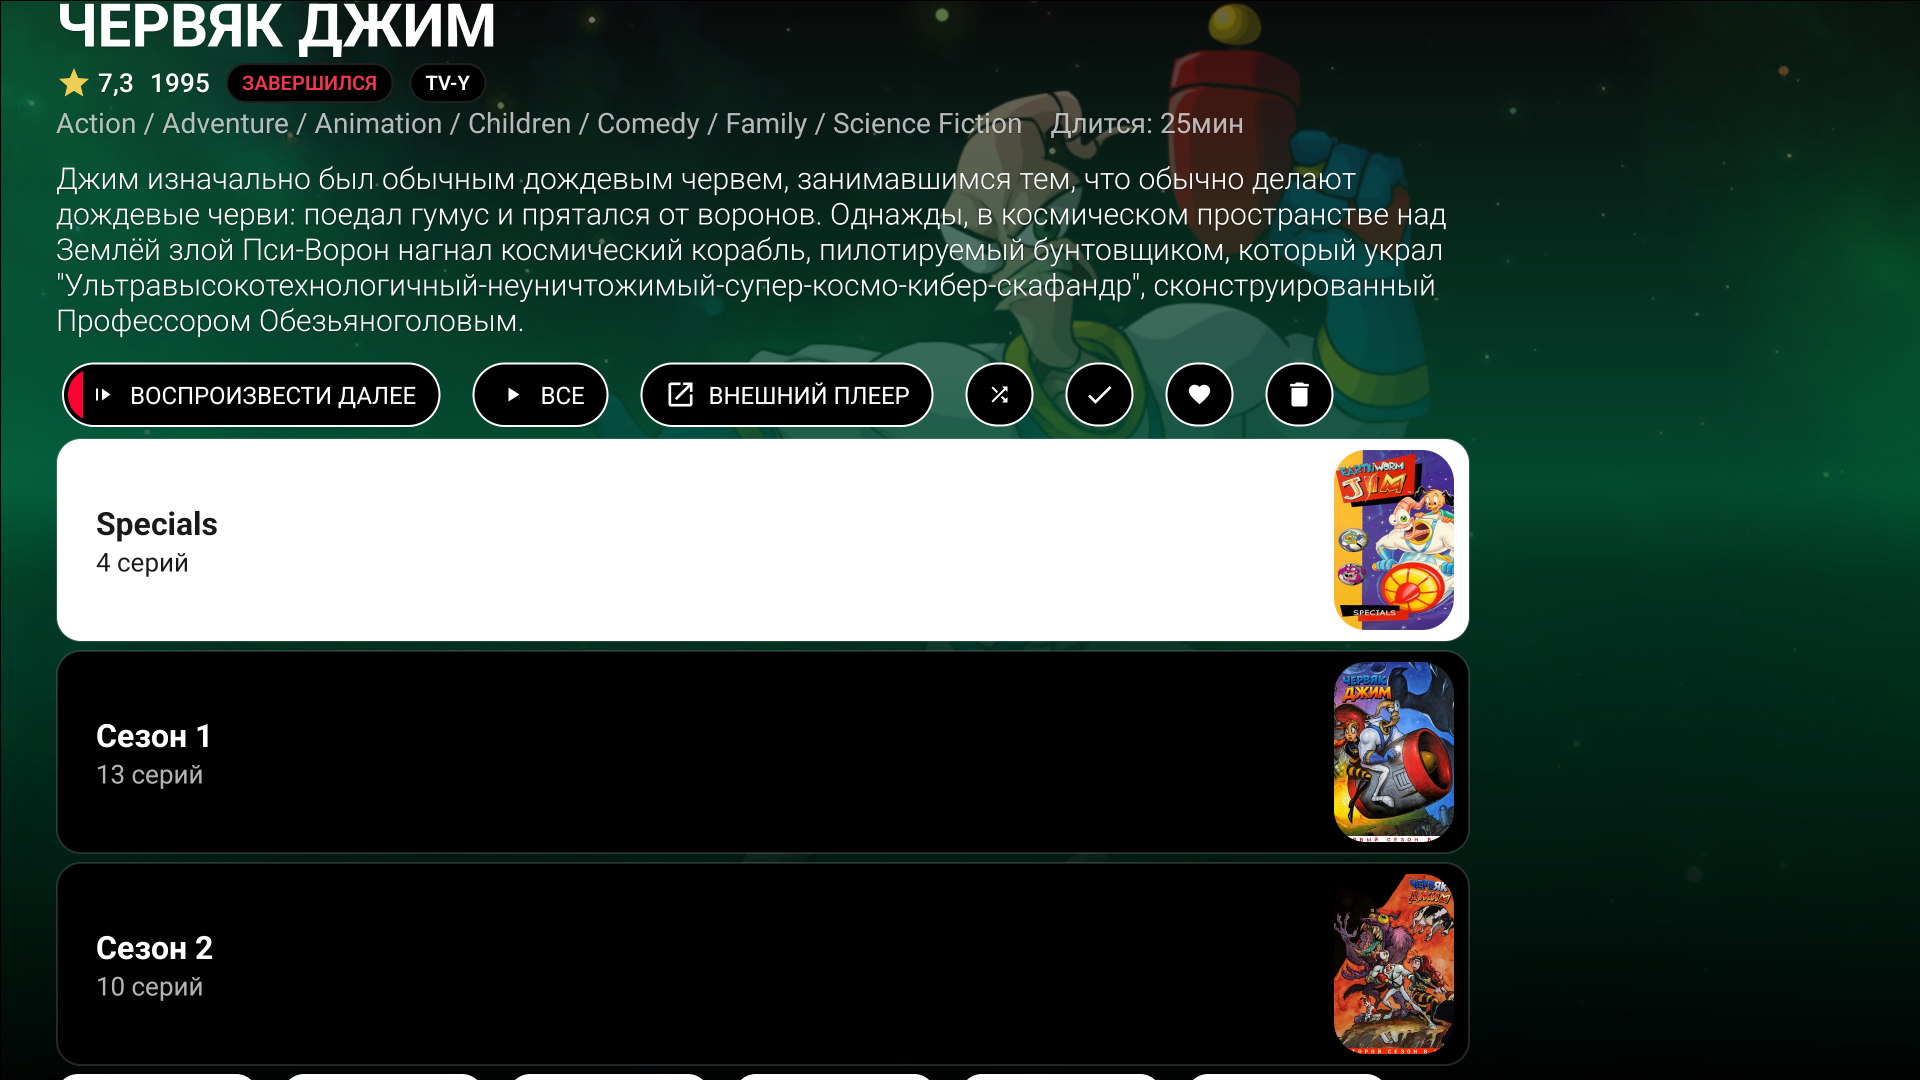 ЧЕРВЯК ДЖИМ
7,3 1995 ЗАВЕРШИЛСЯ TV-Y
Action / Adventure / Animation / Children / Comedy / Family / Science Fiction Длится: 25мин
Джим изначально был обычным дождевым червем, занимавшимся тем, что обычно делают
дождевые черви: поедал гумус и прятался от воронов. Однажды, в космическом пространстве над
Землёй злой Пси-Ворон нагнал космический корабль, пилотируемый бунтовщиком, который украл
"Ультравысокотехнологичный-неуничтожимый-супер-космо-кибер-скафандр", сконструированный
Профессором Обезьяноголовым.
ВОСПРОИЗВЕСТИ ДАЛЕЕ ВСЕ ВНЕШНИЙ ПЛЕЕР
Specials
4 серий
EARTHWORM
JIM
SPECIALS
Сезон 1
13 серий
ЧЕРВЯК
ДЖИМ
Сезон 2
10 серий
ЧЕРВЯК
ДЖИМ